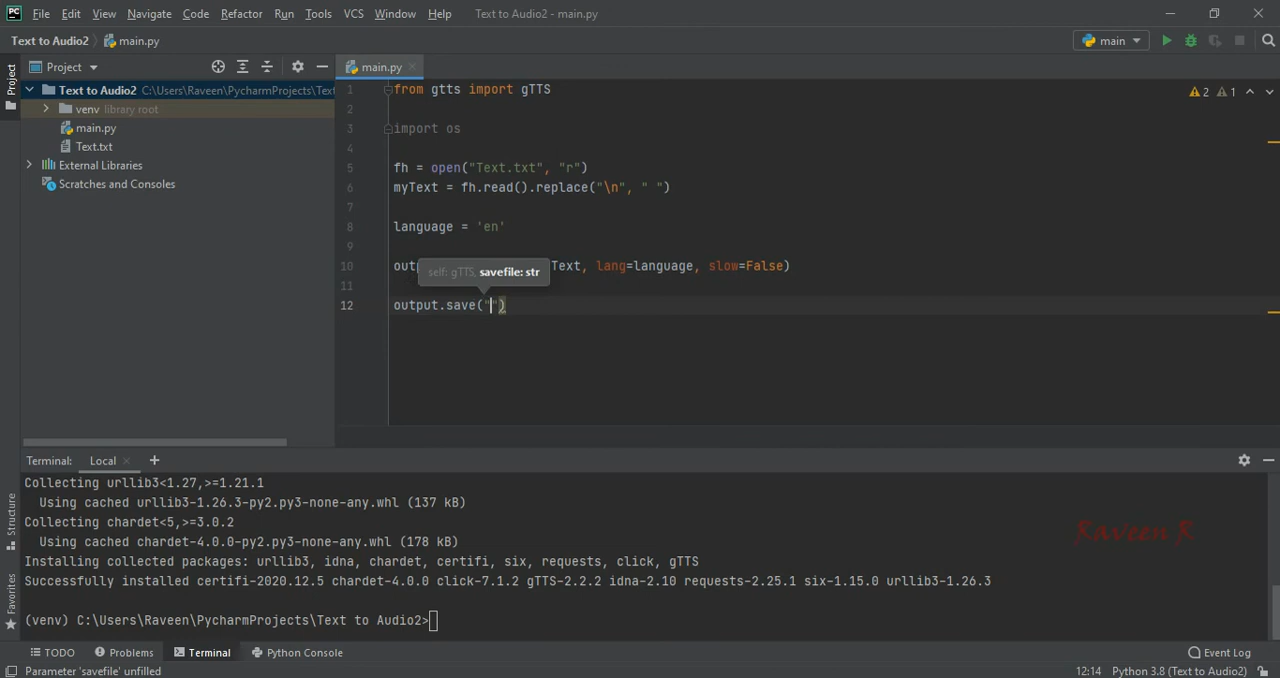 File Edit View Navigate Code Refactor Run Tools VCS Window Help Text to Audio2 - main.py
Text to Audio2 main.py main
Project main.py
Project
Text to Audio2 C:\Users\Raveen\PycharmProjects\Text
venv library root
main.py
Text.txt
External Libraries
Scratches and Consoles
2 1
1 from gtts import gTTS
2
3 import os
4
5 fh = open("Text.txt", "r")
6 myText = fh.read().replace("\n", " ")
7
8 language = 'en'
9
10 out Text, lang=language, slow=False)
self: gTTS, savefile: str
11
12 output.save("")
Terminal: Local
Collecting urllib3<1.27,>=1.21.1
Using cached urllib3-1.26.3-py2.py3-none-any.whl (137 kB)
Collecting chardet<5,>=3.0.2
Using cached chardet-4.0.0-py2.py3-none-any.whl (178 kB)
Installing collected packages: urllib3, idna, chardet, certifi, six, requests, click, gTTS
Successfully installed certifi-2020.12.5 chardet-4.0.0 click-7.1.2 gTTS-2.2.2 idna-2.10 requests-2.25.1 six-1.15.0 urllib3-1.26.3
(venv) C:\Users\Raveen\PycharmProjects\Text to Audio2>
Raveen R
Structure
Favorites
TODO Problems Terminal Python Console Event Log
Parameter 'savefile' unfilled 12:14 Python 3.8 (Text to Audio2)